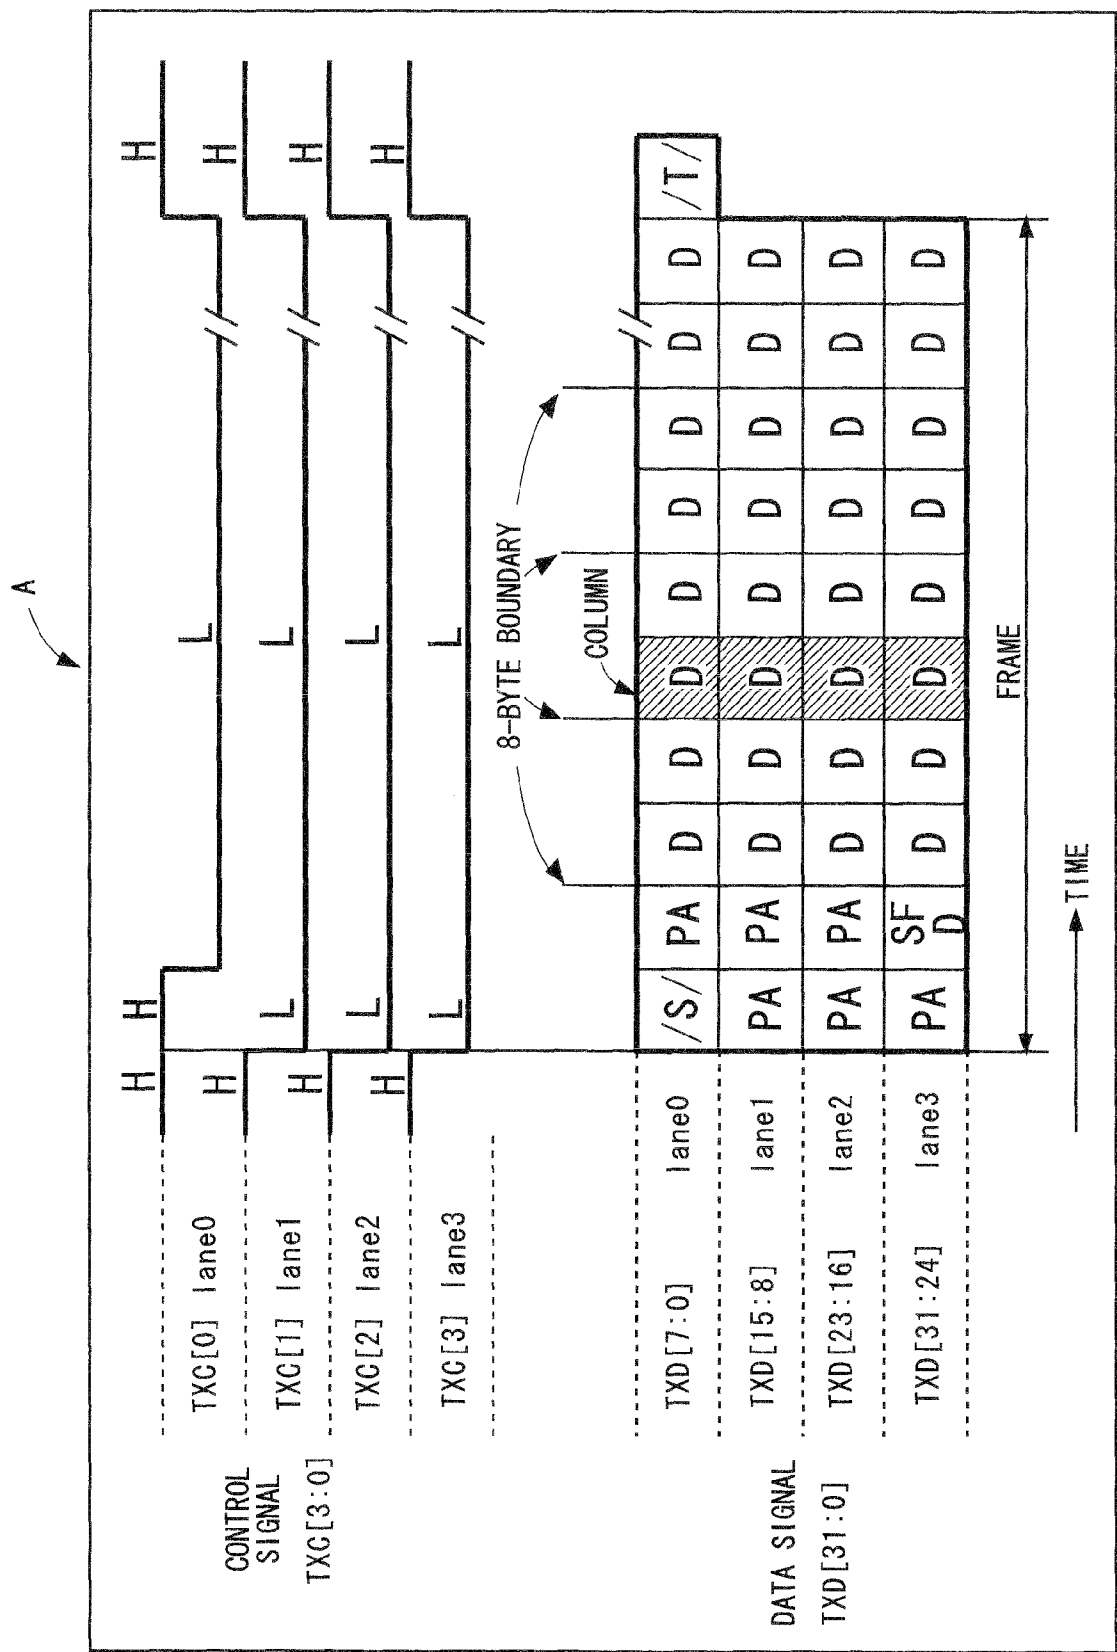 A
CONTROL
SIGNAL
TXC[3:0]
TXC[0] lane0 H H L H
TXC[1] lane1 H L L H
TXC[2] lane2 H L L H
TXC[3] lane3 H L L H
8-BYTE BOUNDARY
COLUMN
DATA SIGNAL
TXD[31:0]
TXD[7:0] lane0 /S/ PA D D D D D D D D /T/
TXD[15:8] lane1 PA PA D D D D D D D D
TXD[23:16] lane2 PA PA D D D D D D D D
TXD[31:24] lane3 PA SF D D D D D D D D D
FRAME
TIME